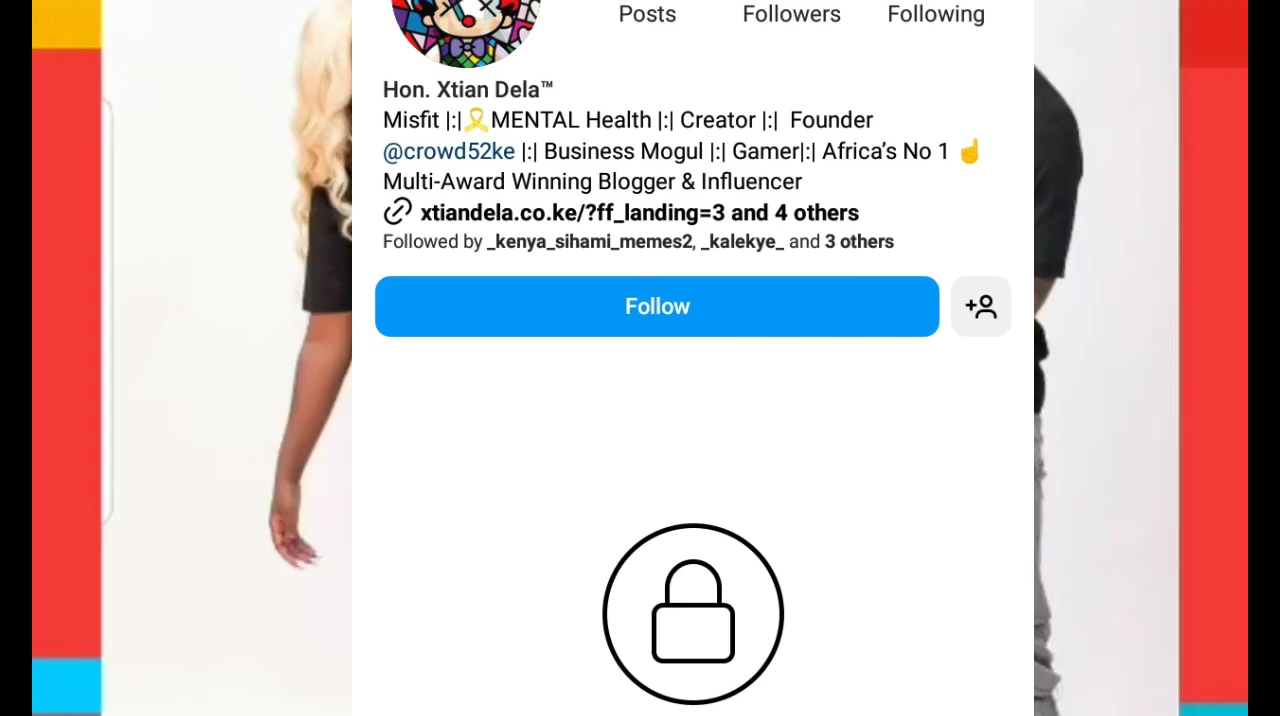 Posts Followers Following
Hon. Xtian Dela™
Misfit |:|🎗️MENTAL Health |:| Creator |:| Founder
@crowd52ke |:| Business Mogul |:| Gamer|:| Africa's No 1 ☝️
Multi-Award Winning Blogger & Influencer
xtiandela.co.ke/?ff_landing=3 and 4 others
Followed by _kenya_sihami_memes2, _kalekye_ and 3 others
Follow